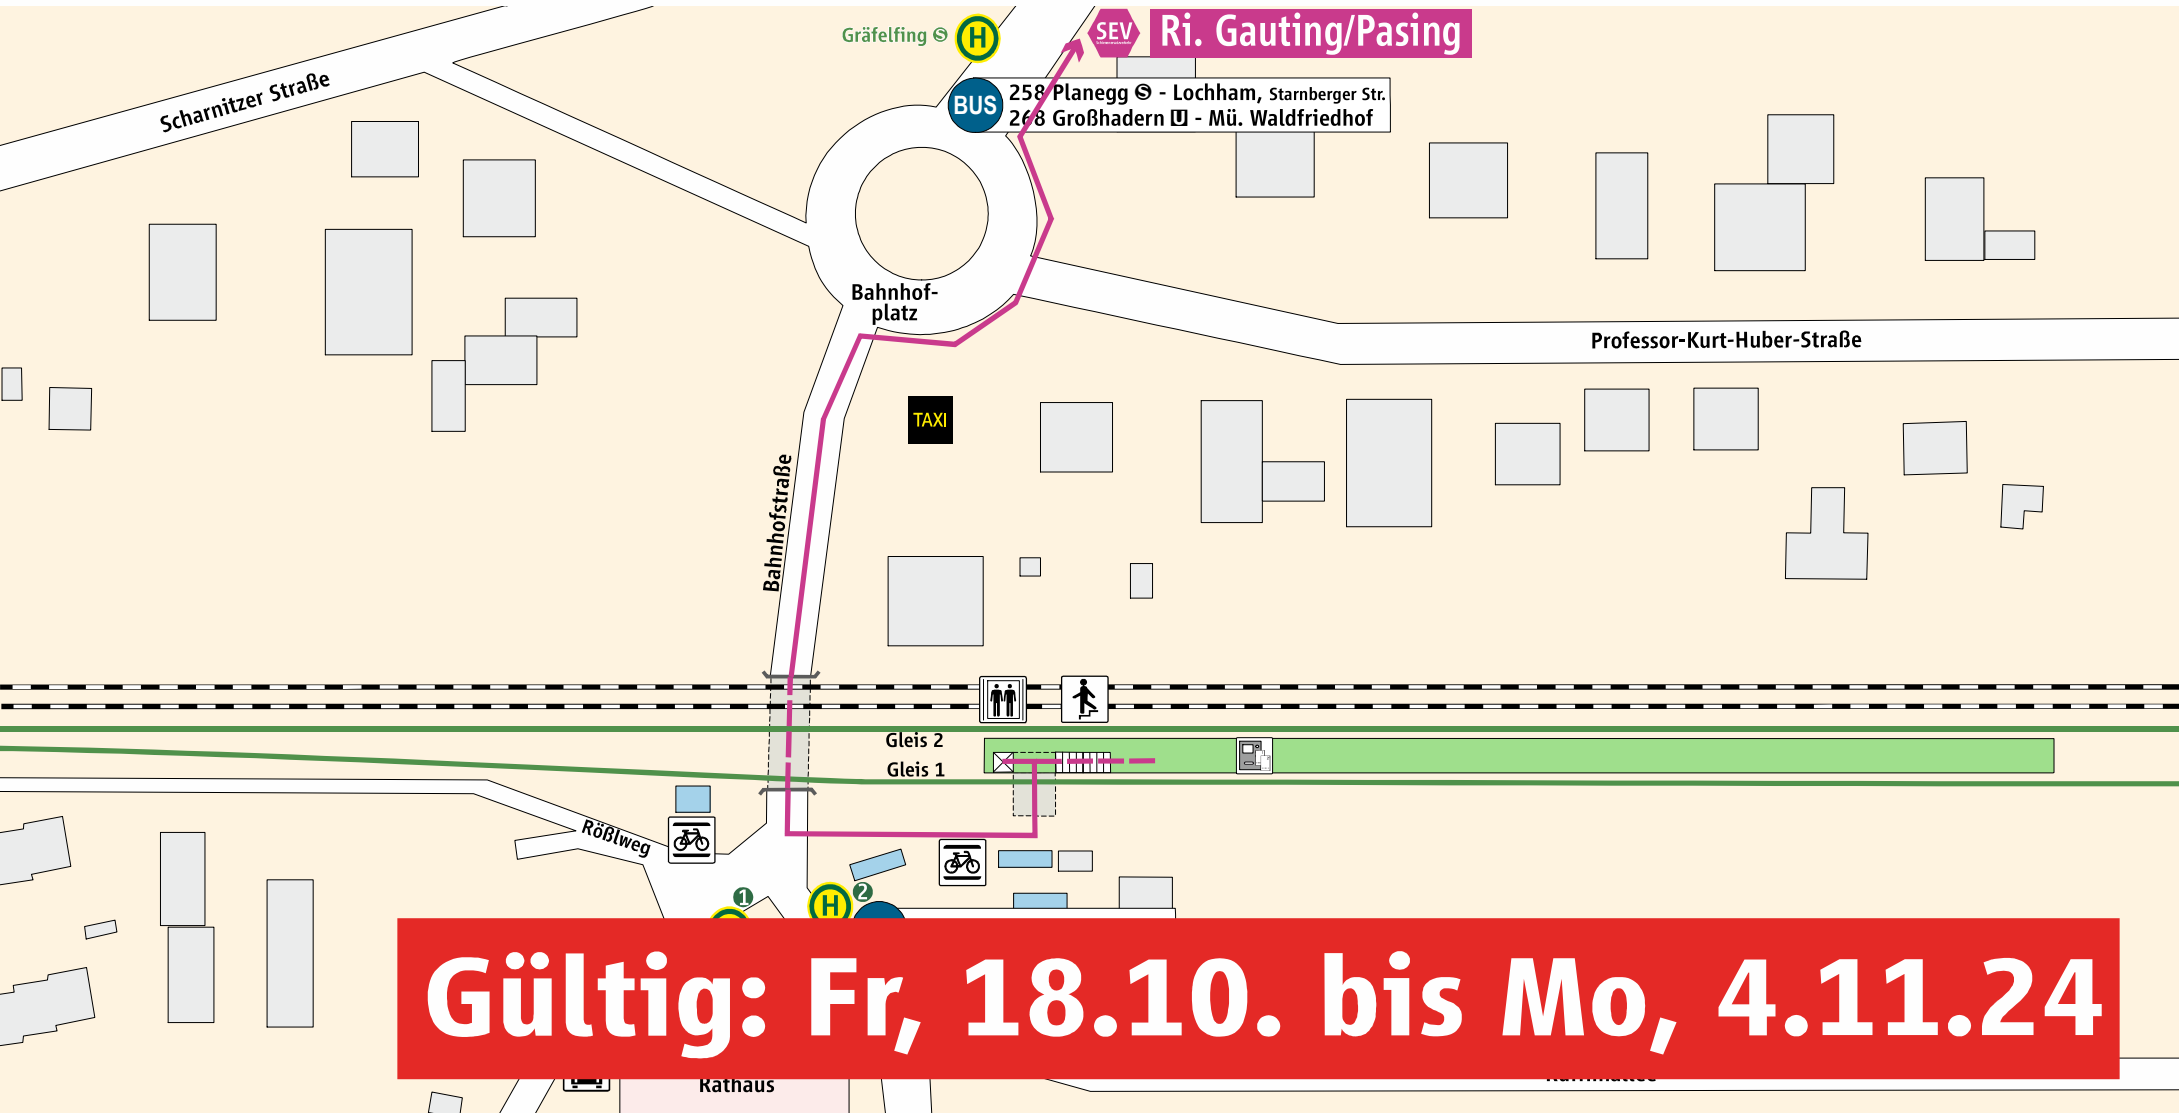 Gräfelfing S
H
SEV
Ri. Gauting/Pasing
BUS
258 Planegg S - Lochham, Starnberger Str.
268 Großhadern U - Mü. Waldfriedhof
Scharnitzer Straße
Bahnhof-
platz
Professor-Kurt-Huber-Straße
TAXI
Bahnhofstraße
Gleis 2
Gleis 1
Rößlweg
1
H
2
Gültig: Fr, 18.10. bis Mo, 4.11.24
Rathaus